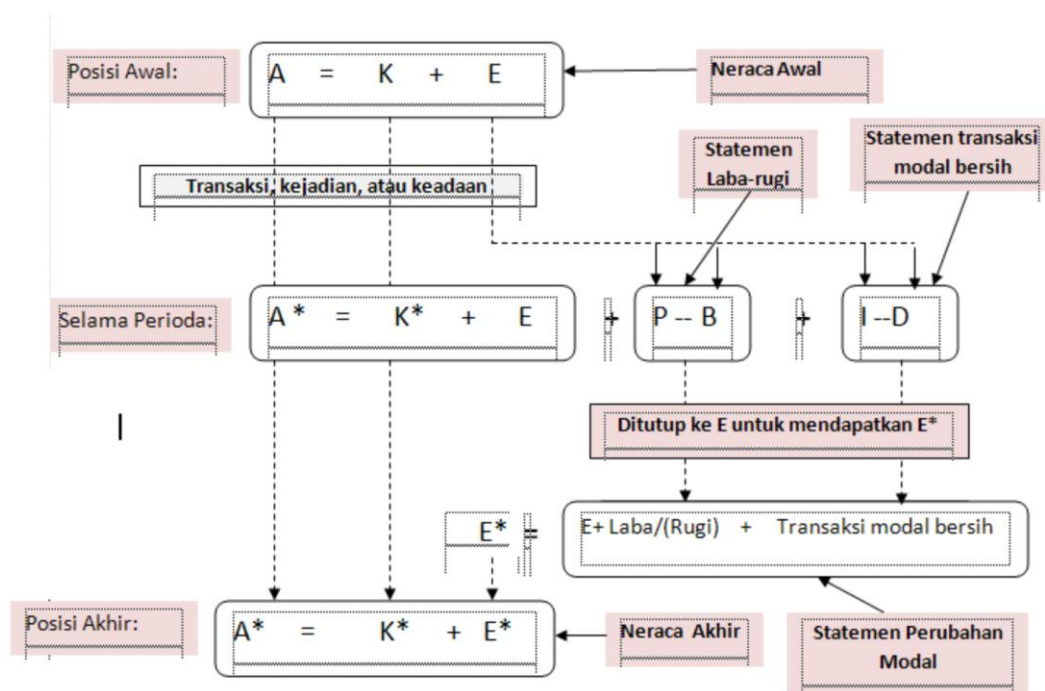 Posisi Awal:
A = K + E
Neraca Awal
Statemen
Laba-rugi
Statemen transaksi
modal bersih
Transaksi, kejadian, atau keadaan
Selama Perioda:
A* = K* + E + P -- B + I --D
Ditutup ke E untuk mendapatkan E*
E* = E+ Laba/(Rugi) + Transaksi modal bersih
Posisi Akhir:
A* = K* + E*
Neraca Akhir
Statemen Perubahan
Modal